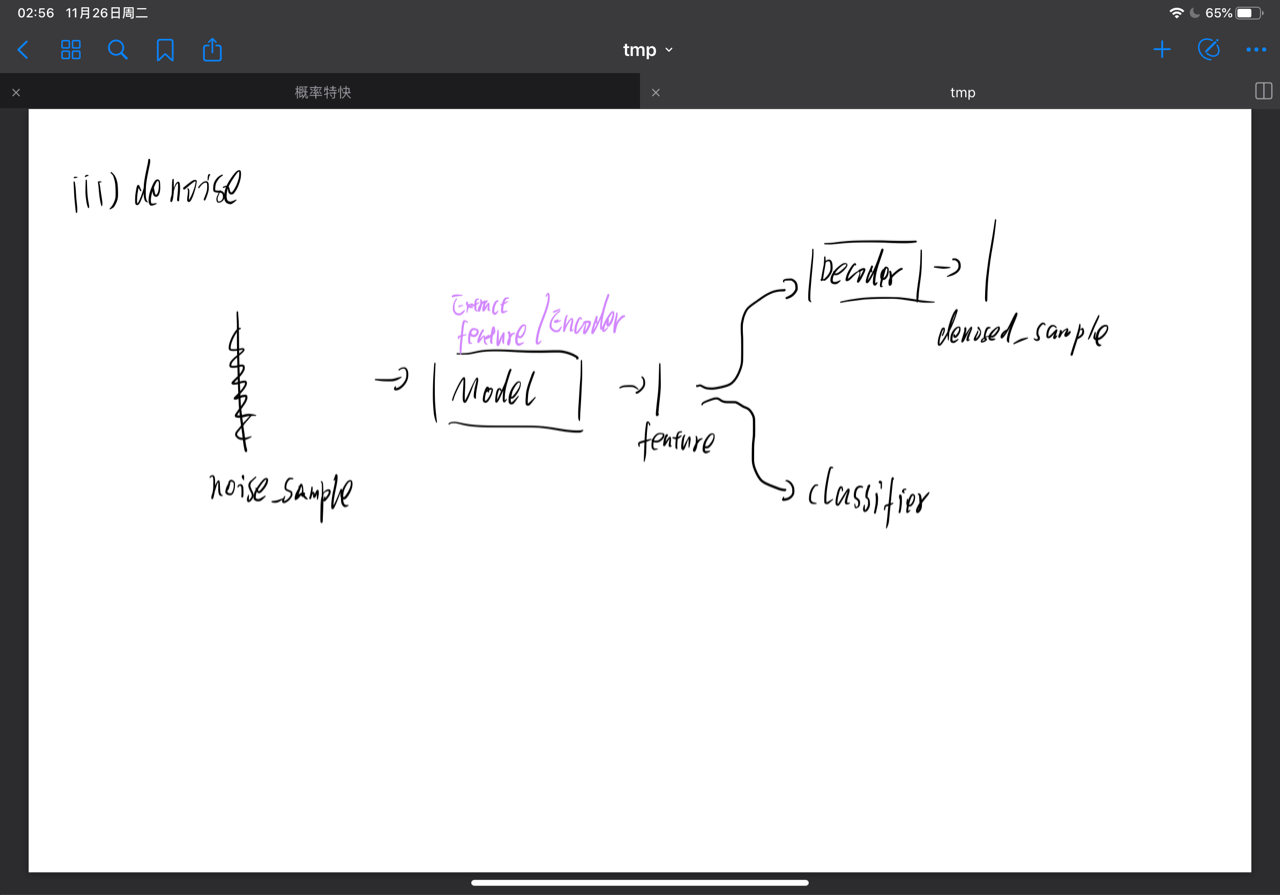 02:56 11月26日周二
65%
tmp
概率特快
tmp
iii) denoise
Decoder
denosed_sample
feature / Encoder
Model
feature
noise_sample
classifier